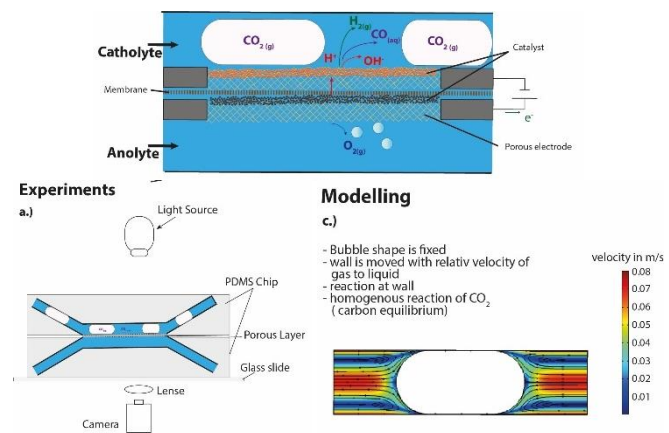 H2(g)
CO2 (g)
CO(aq)
CO2 (g)
Catholyte
H+
OH-
Catalyst
Membrane
e-
Anolyte
O2(g)
Porous electrode
Experiments
a.)
Light Source
PDMS Chip
Porous Layer
Glass slide
Lense
Camera
Modelling
c.)
- Bubble shape is fixed
- wall is moved with relativ velocity of
gas to liquid
- reaction at wall
- homogenous reaction of CO2
( carbon equilibrium)
velocity in m/s
0.08
0.07
0.06
0.05
0.04
0.03
0.02
0.01